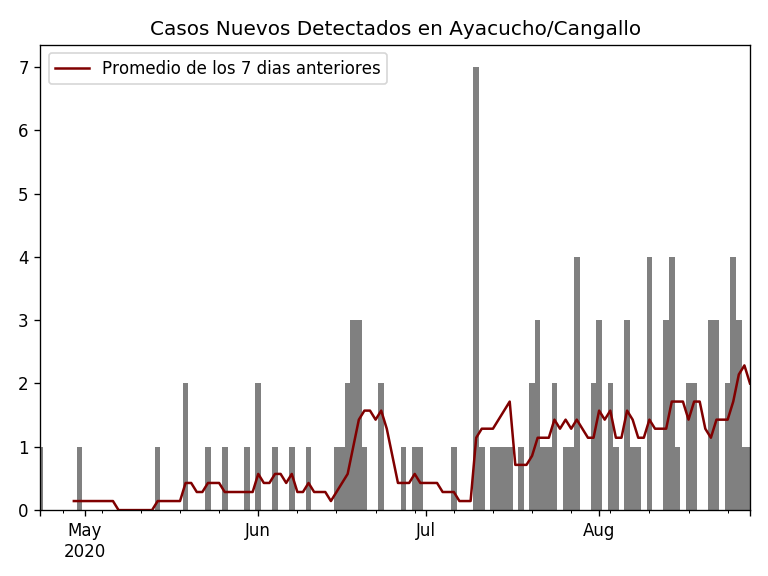 Casos Nuevos Detectados en Ayacucho/Cangallo
Promedio de los 7 dias anteriores
7
6
5
4
3
2
1
0
May
2020
Jun
Jul
Aug